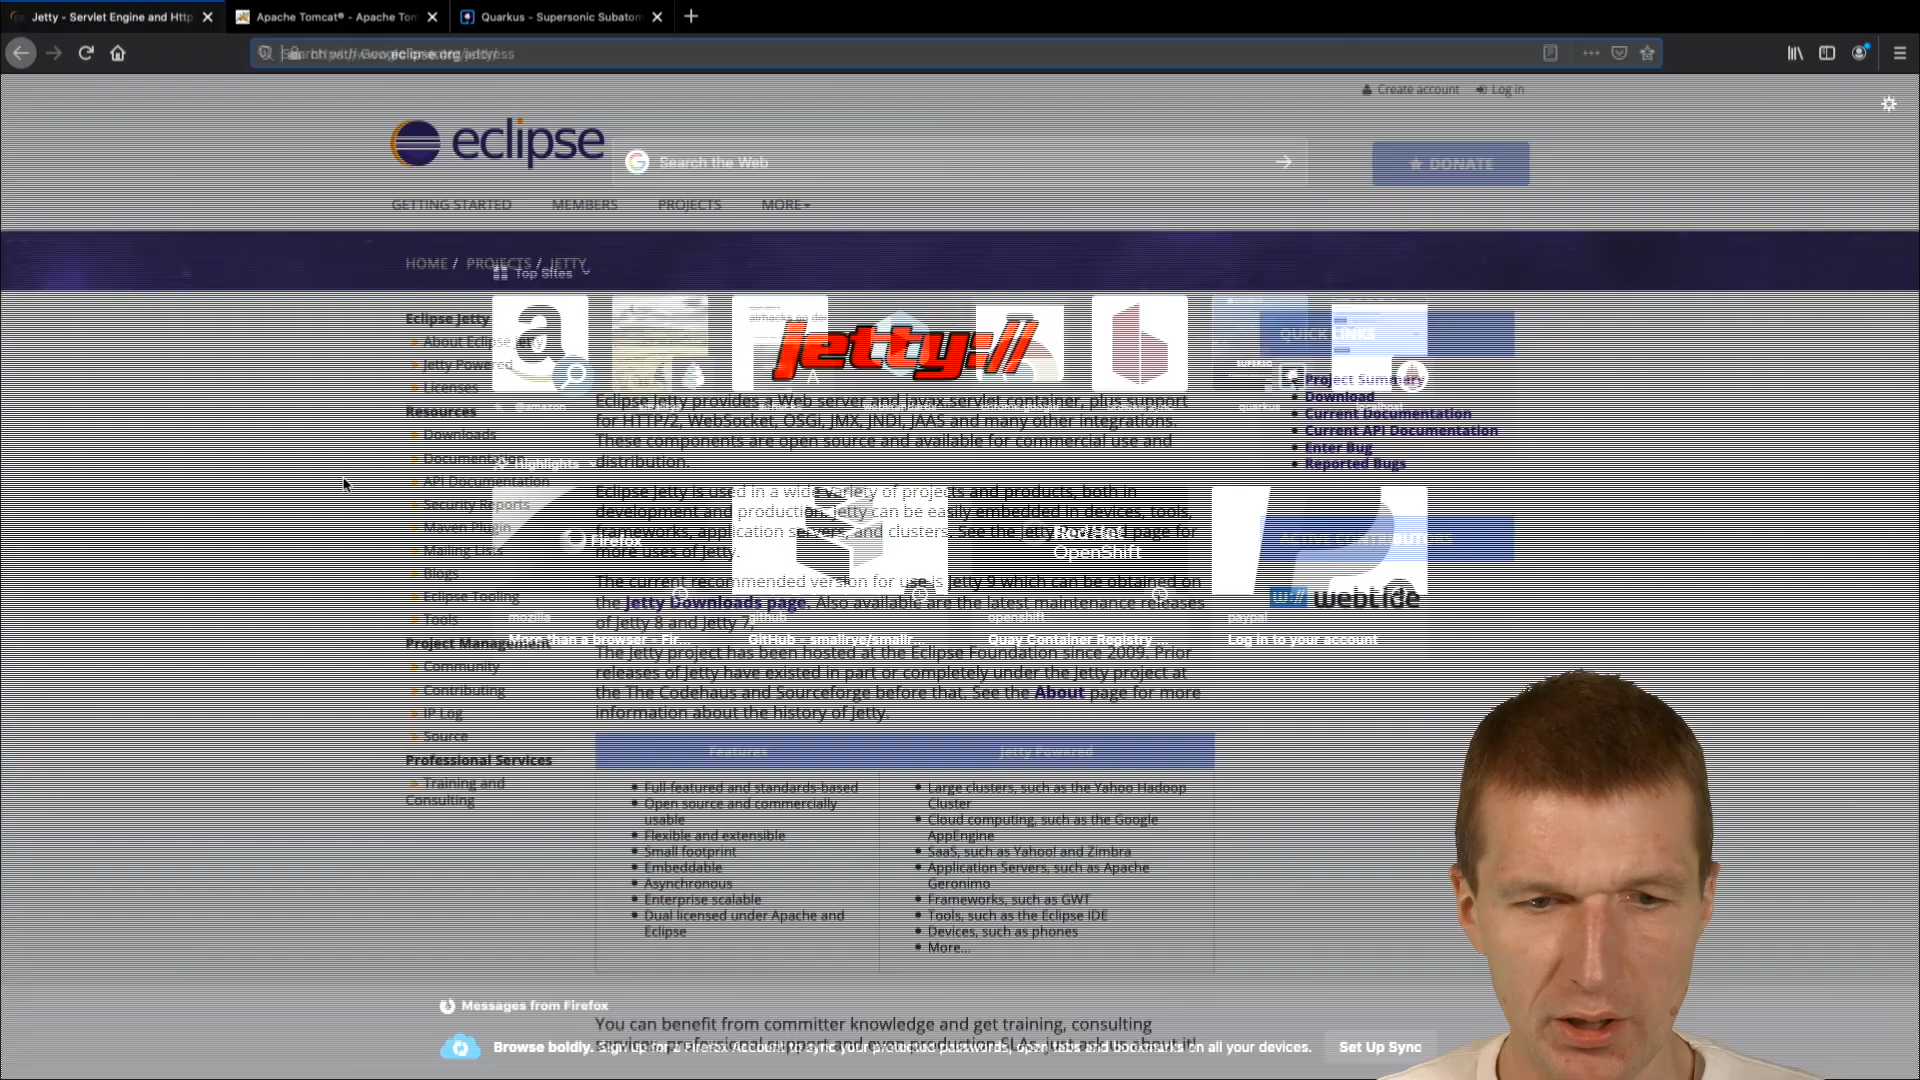 Jetty - Servlet Engine and Http
Apache Tomcat® - Apache Tom
Quarkus - Supersonic Subatom
eclipse.org
Create account
Log in
eclipse
Search the Web
DONATE
GETTING STARTED
MEMBERS
PROJECTS
MORE
HOME / PROJECTS / JETTY
Top Sites
Eclipse Jetty
About Eclipse Jetty
Jetty Powered
Licenses
Resources
Downloads
Documentation
API Documentation
Security Reports
Maven Plugin
Mailing Lists
Blogs
Eclipse Tooling
Tools
Project Management
Community
Contributing
IP Log
Source
Professional Services
Training and
Consulting
jetty://
Eclipse Jetty provides a Web server and javax.servlet container, plus support
for HTTP/2, WebSocket, OSGi, JMX, JNDI, JAAS and many other integrations.
These components are open source and available for commercial use and
distribution.
Eclipse Jetty is used in a wide variety of projects and products, both in
development and production. Jetty can be easily embedded in devices, tools,
frameworks, application servers, and clusters. See the Jetty Powered page for
more uses of Jetty.
The current recommended version for use is Jetty 9 which can be obtained on
the Jetty Downloads page. Also available are the latest maintenance releases
of Jetty 8 and Jetty 7.
The Jetty project has been hosted at the Eclipse Foundation since 2009. Prior
releases of Jetty have existed in part or completely under the Jetty project at
the The Codehaus and Sourceforge before that. See the About page for more
information about the history of Jetty.
Features
Full-featured and standards-based
Open source and commercially
usable
Flexible and extensible
Small footprint
Embeddable
Asynchronous
Enterprise scalable
Dual licensed under Apache and
Eclipse
Jetty Powered
Large clusters, such as the Yahoo Hadoop
Cluster
Cloud computing, such as the Google
AppEngine
SaaS, such as Yahoo! and Zimbra
Application Servers, such as Apache
Geronimo
Frameworks, such as GWT
Tools, such as the Eclipse IDE
Devices, such as phones
More...
You can benefit from committer knowledge and get training, consulting
QUICK LINKS
Project Summary
Download
Current Documentation
Current API Documentation
Enter Bug
Reported Bugs
ACTIVE CONTRIBUTORS
webtide
quarkus
Highlights
Firefox
Red Hat
OpenShift
mozilla
More than a browser - Fir...
github
GitHub - smallrye/smallr...
openshift
Quay Container Registry ...
paypal
Log in to your account
Messages from Firefox
Browse boldly. Sign up for a Firefox Account to sync your protected passwords, open tabs and bookmarks on all your devices.
Set Up Sync